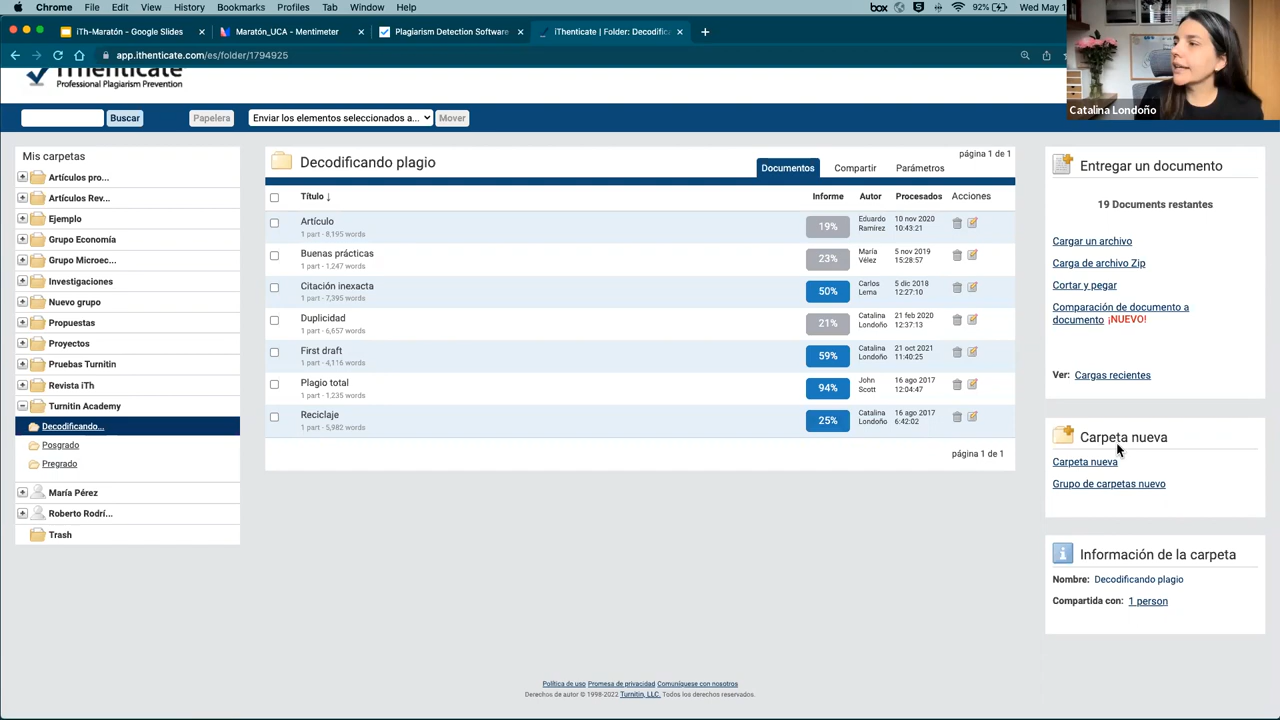 Chrome File Edit View History Bookmarks Profiles Tab Window Help
box 92% Wed May 1
iTh-Maratón - Google Slides
Maratón_UCA - Mentimeter
Plagiarism Detection Software
iThenticate | Folder: Decodific
app.ithenticate.com/es/folder/1794925
Catalina Londoño
iThenticate
Professional Plagiarism Prevention
Buscar
Papelera
Enviar los elementos seleccionados a...
Mover
Mis carpetas
Artículos pro...
Artículos Rev...
Ejemplo
Grupo Economía
Grupo Microec...
Investigaciones
Nuevo grupo
Propuestas
Proyectos
Pruebas Turnitin
Revista iTh
Turnitin Academy
Decodificando...
Posgrado
Pregrado
María Pérez
Roberto Rodrí...
Trash
Decodificando plagio
página 1 de 1
Documentos Compartir Parámetros
Título ↓ Informe Autor Procesados Acciones
Artículo 19% Eduardo Ramírez 10 nov 2020 10:43:21
1 part - 8,195 words
Buenas prácticas 23% María Vélez 5 nov 2019 15:28:57
1 part - 1,247 words
Citación inexacta 50% Carlos Lema 5 dic 2018 12:27:10
1 part - 7,395 words
Duplicidad 21% Catalina Londoño 21 feb 2020 12:37:13
1 part - 6,657 words
First draft 59% Catalina Londoño 21 oct 2021 11:40:25
1 part - 4,116 words
Plagio total 94% John Scott 16 ago 2017 12:04:47
1 part - 1,235 words
Reciclaje 25% Catalina Londoño 16 ago 2017 6:42:02
1 part - 5,982 words
página 1 de 1
Entregar un documento
19 Documents restantes
Cargar un archivo
Carga de archivo Zip
Cortar y pegar
Comparación de documento a
documento ¡NUEVO!
Ver: Cargas recientes
Carpeta nueva
Carpeta nueva
Grupo de carpetas nuevo
Información de la carpeta
Nombre: Decodificando plagio
Compartida con: 1 person
Política de uso Promesa de privacidad Comuníquese con nosotros
Derechos de autor © 1998-2022 Turnitin, LLC. Todos los derechos reservados.